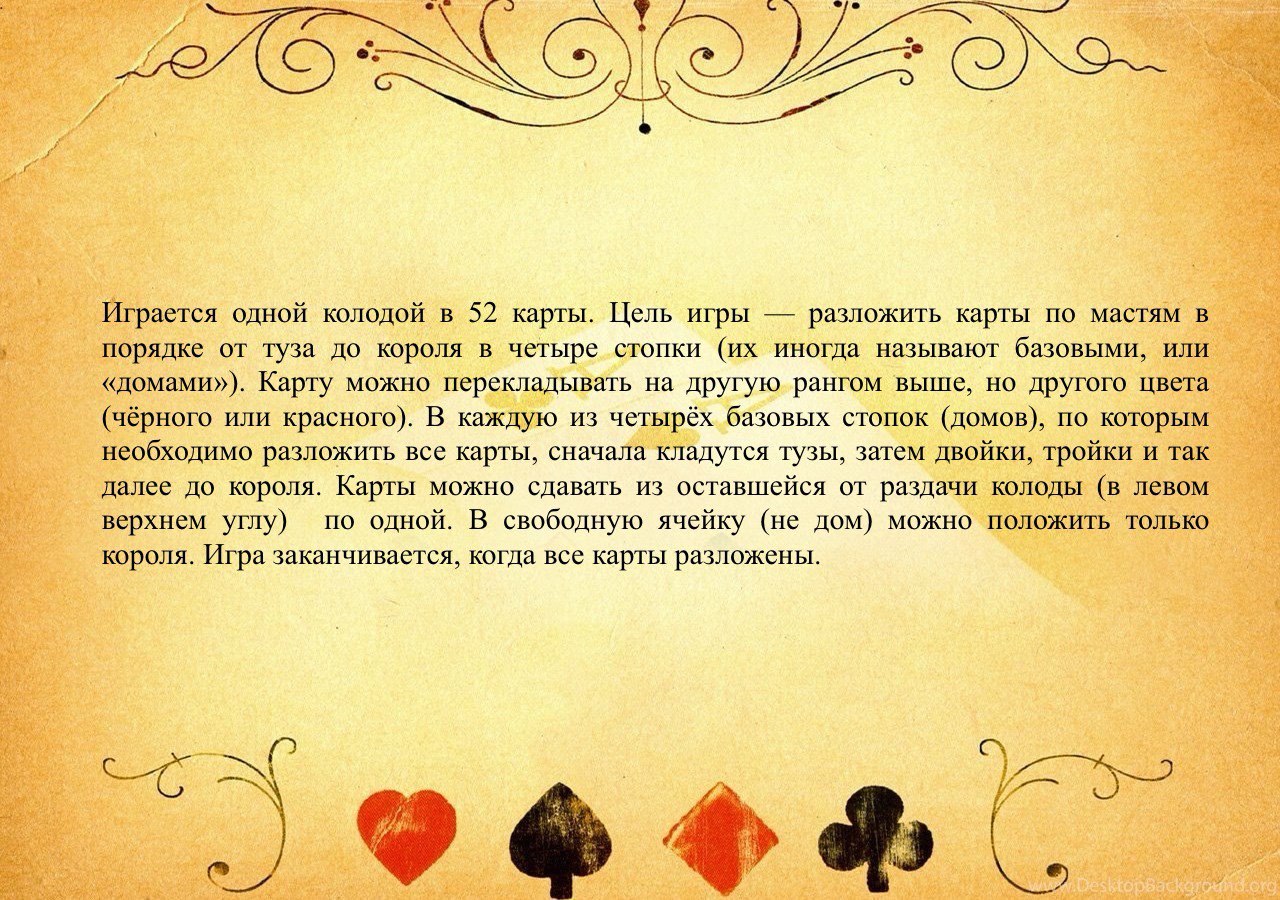 Играется одной колодой в 52 карты. Цель игры — разложить карты по мастям в
порядке от туза до короля в четыре стопки (их иногда называют базовыми, или
«домами»). Карту можно перекладывать на другую рангом выше, но другого цвета
(чёрного или красного). В каждую из четырёх базовых стопок (домов), по которым
необходимо разложить все карты, сначала кладутся тузы, затем двойки, тройки и так
далее до короля. Карты можно сдавать из оставшейся от раздачи колоды (в левом
верхнем углу) по одной. В свободную ячейку (не дом) можно положить только
короля. Игра заканчивается, когда все карты разложены.
www.DesktopBackground.org